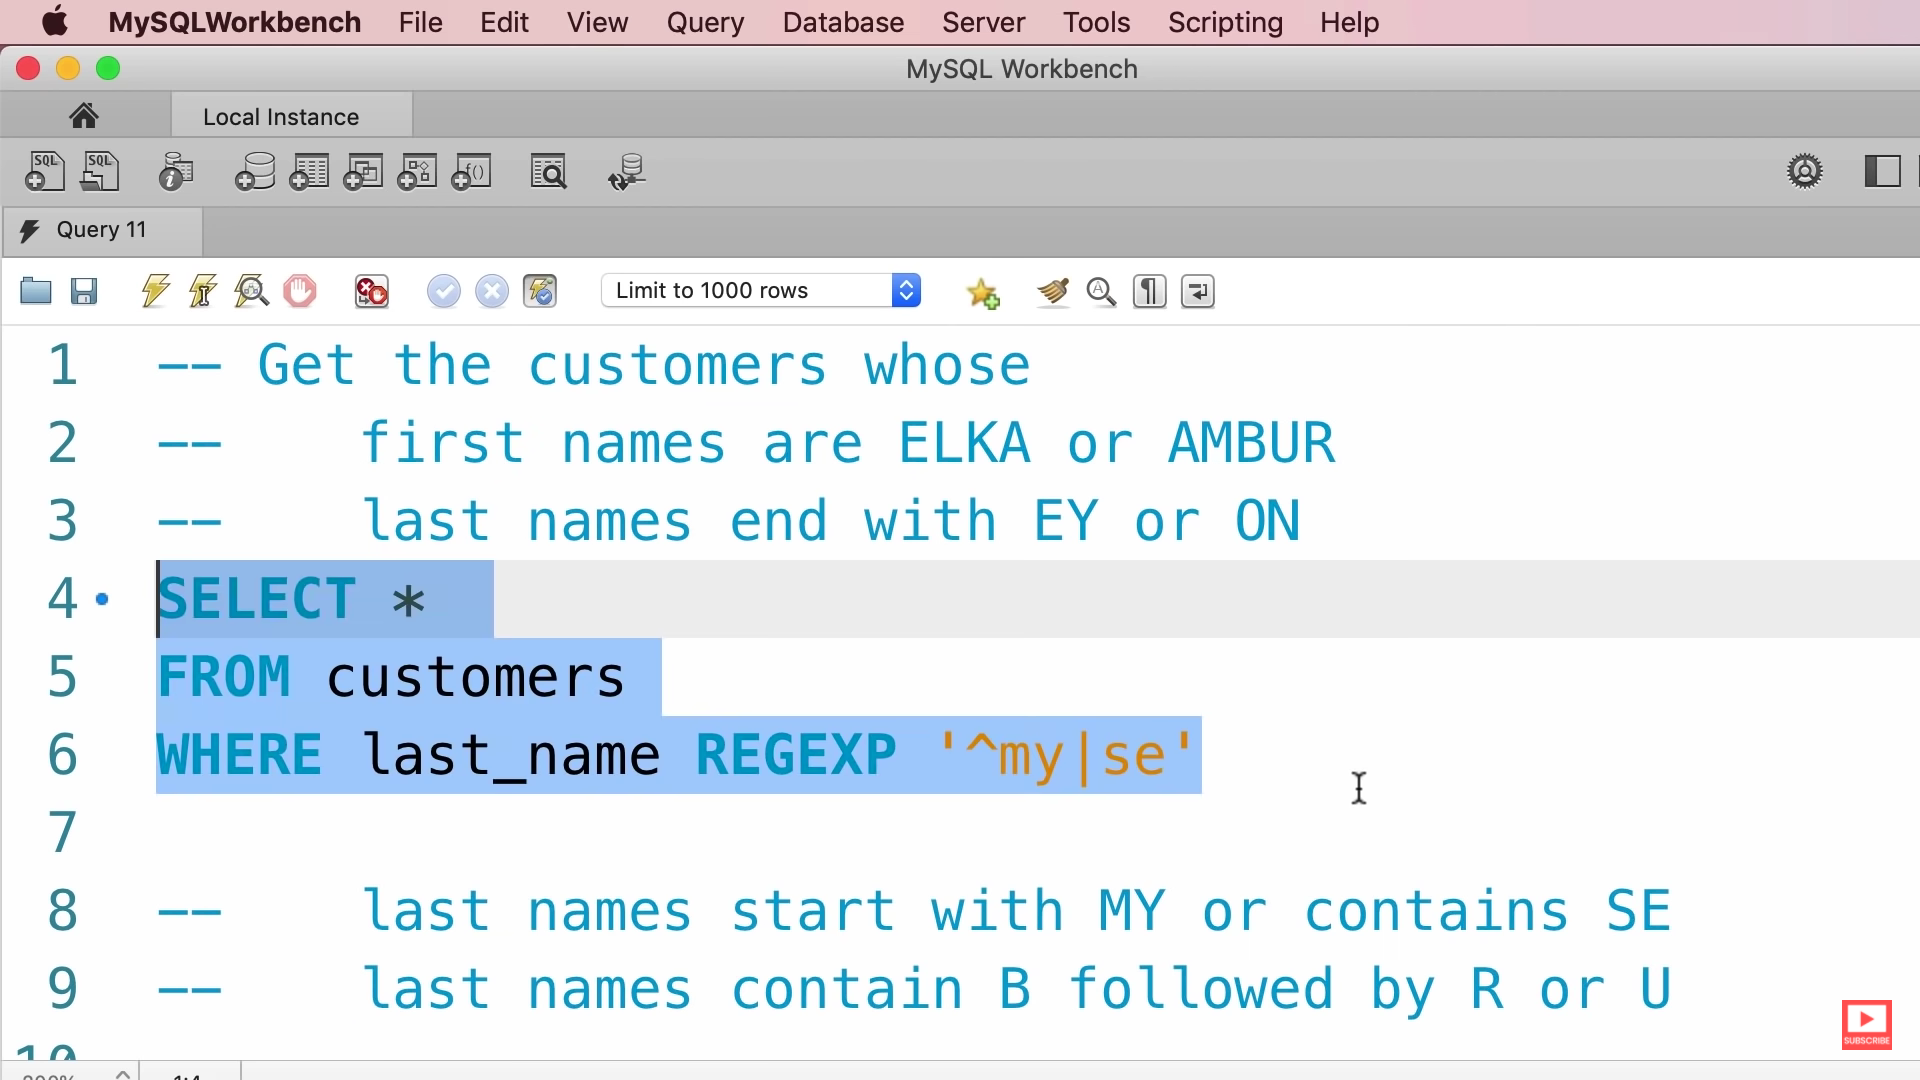 MySQLWorkbench File Edit View Query Database Server Tools Scripting Help
MySQL Workbench
Local Instance
SQL SQL
Query 11
Limit to 1000 rows
1 -- Get the customers whose
2 -- first names are ELKA or AMBUR
3 -- last names end with EY or ON
4 SELECT *
5 FROM customers
6 WHERE last_name REGEXP '^my|se'
7
8 -- last names start with MY or contains SE
9 -- last names contain B followed by R or U
10
SUBSCRIBE